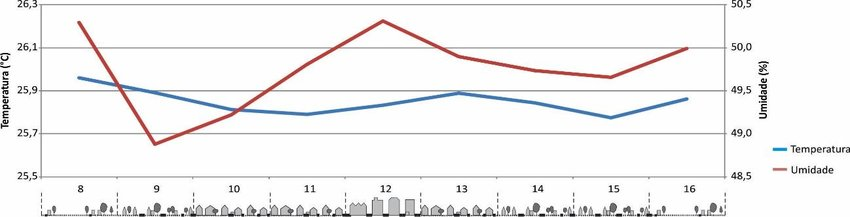 26,3
26,1
25,9
25,7
25,5
Temperatura (°C)
50,5
50,0
49,5
49,0
48,5
Umidade (%)
8 9 10 11 12 13 14 15 16
Temperatura
Umidade